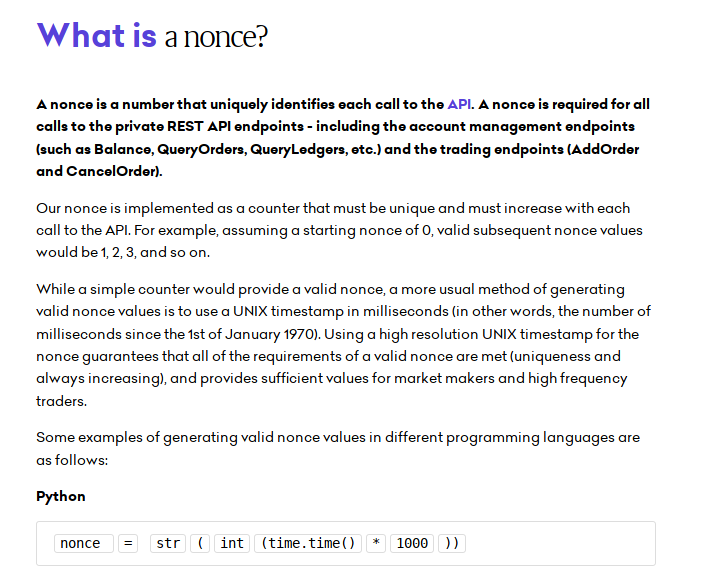 What is a nonce?
A nonce is a number that uniquely identifies each call to the API. A nonce is required for all
calls to the private REST API endpoints - including the account management endpoints
(such as Balance, QueryOrders, QueryLedgers, etc.) and the trading endpoints (AddOrder
and CancelOrder).
Our nonce is implemented as a counter that must be unique and must increase with each
call to the API. For example, assuming a starting nonce of 0, valid subsequent nonce values
would be 1, 2, 3, and so on.
While a simple counter would provide a valid nonce, a more usual method of generating
valid nonce values is to use a UNIX timestamp in milliseconds (in other words, the number of
milliseconds since the 1st of January 1970). Using a high resolution UNIX timestamp for the
nonce guarantees that all of the requirements of a valid nonce are met (uniqueness and
always increasing), and provides sufficient values for market makers and high frequency
traders.
Some examples of generating valid nonce values in different programming languages are
as follows:
Python
nonce = str ( int (time.time() * 1000 ))